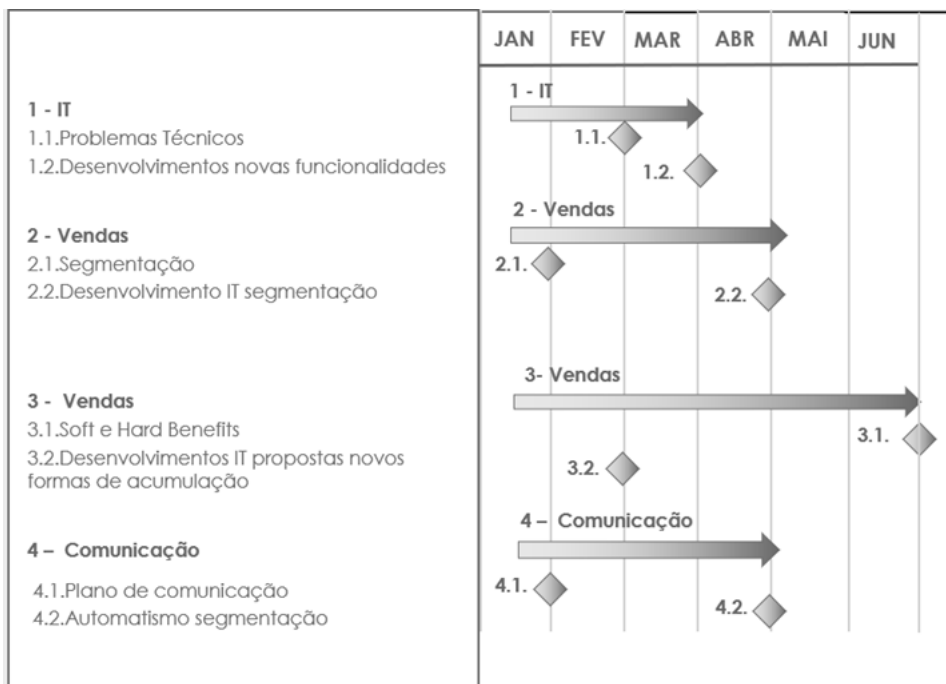 JAN FEV MAR ABR MAI JUN
1 - IT
1.1.Problemas Técnicos
1.2.Desenvolvimentos novas funcionalidades
2 - Vendas
2.1.Segmentação
2.2.Desenvolvimento IT segmentação
3 - Vendas
3.1.Soft e Hard Benefits
3.2.Desenvolvimentos IT propostas novos
formas de acumulação
4 – Comunicação
4.1.Plano de comunicação
4.2.Automatismo segmentação
1 - IT
1.1.
1.2.
2 - Vendas
2.1.
2.2.
3- Vendas
3.1.
3.2.
4 – Comunicação
4.1.
4.2.